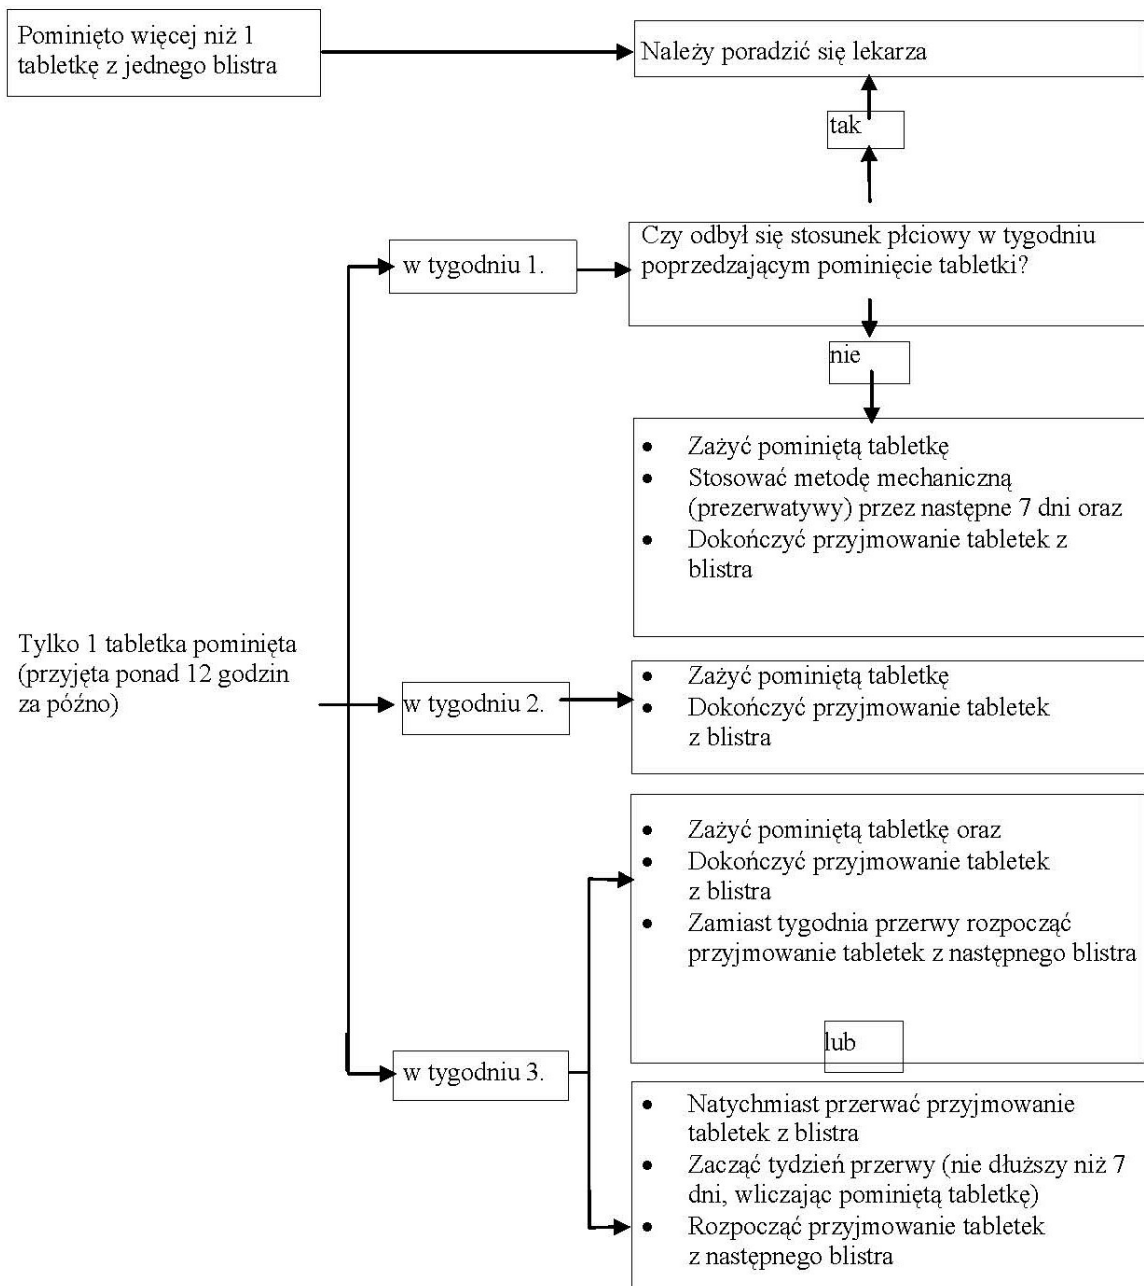 Pominięto więcej niż 1
tabletkę z jednego blistra
Należy poradzić się lekarza
tak
Czy odbył się stosunek płciowy w tygodniu
poprzedzającym pominięcie tabletki?
w tygodniu 1.
nie
• Zażyć pominiętą tabletkę
• Stosować metodę mechaniczną
(prezerwatywy) przez następne 7 dni oraz
• Dokończyć przyjmowanie tabletek z
blistra
Tylko 1 tabletka pominięta
(przyjęta ponad 12 godzin
za późno)
w tygodniu 2.
• Zażyć pominiętą tabletkę
• Dokończyć przyjmowanie tabletek
z blistra
• Zażyć pominiętą tabletkę oraz
• Dokończyć przyjmowanie tabletek
z blistra
• Zamiast tygodnia przerwy rozpocząć
przyjmowanie tabletek z następnego blistra
lub
w tygodniu 3.
• Natychmiast przerwać przyjmowanie
tabletek z blistra
• Zacząć tydzień przerwy (nie dłuższy niż 7
dni, wliczając pominiętą tabletkę)
• Rozpocząć przyjmowanie tabletek
z następnego blistra